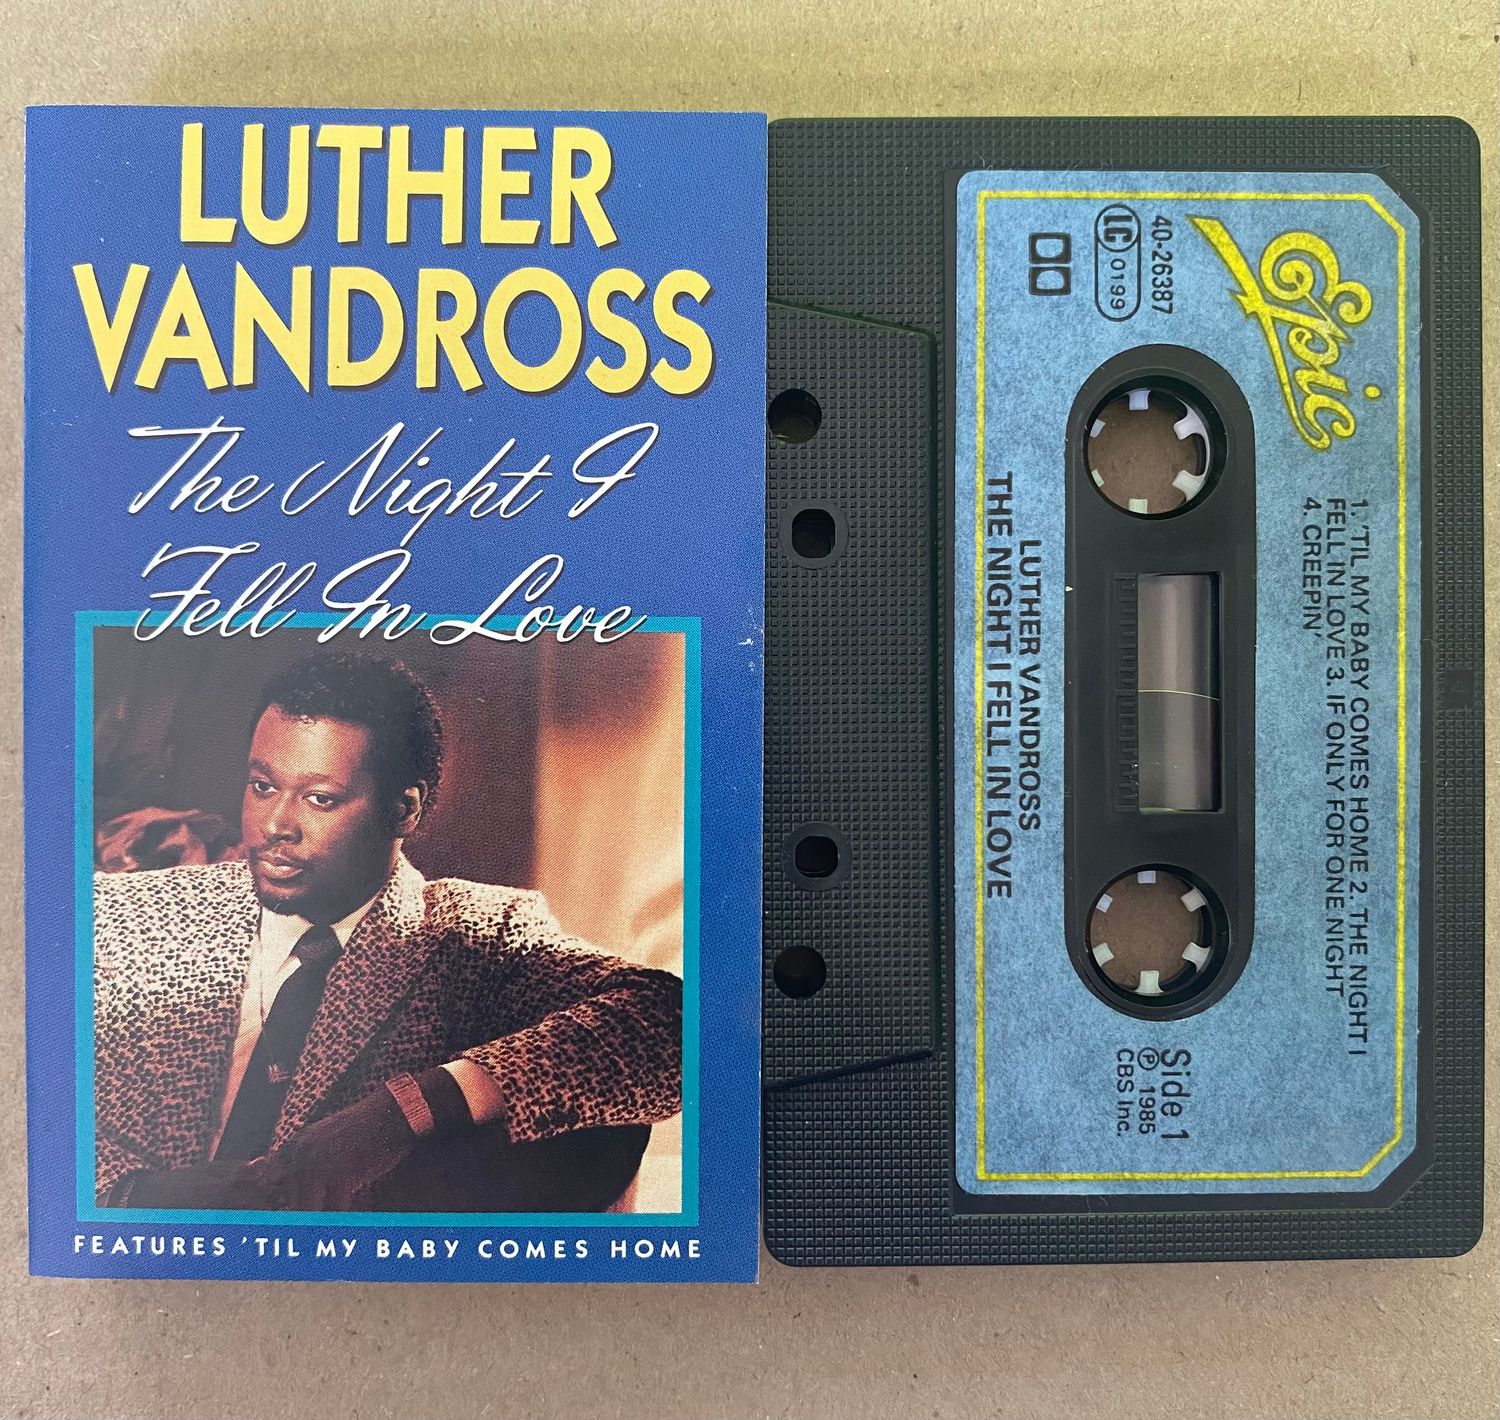 LUTHER
VANDROSS
The Night I
Fell In Love
FEATURES 'TIL MY BABY COMES HOME
Epic
40-26387
LC 0199
1. 'TIL MY BABY COMES HOME 2. THE NIGHT I
FELL IN LOVE 3. IF ONLY FOR ONE NIGHT
4. CREEPIN'
Side 1
℗ 1985
CBS Inc.
LUTHER VANDROSS
THE NIGHT I FELL IN LOVE